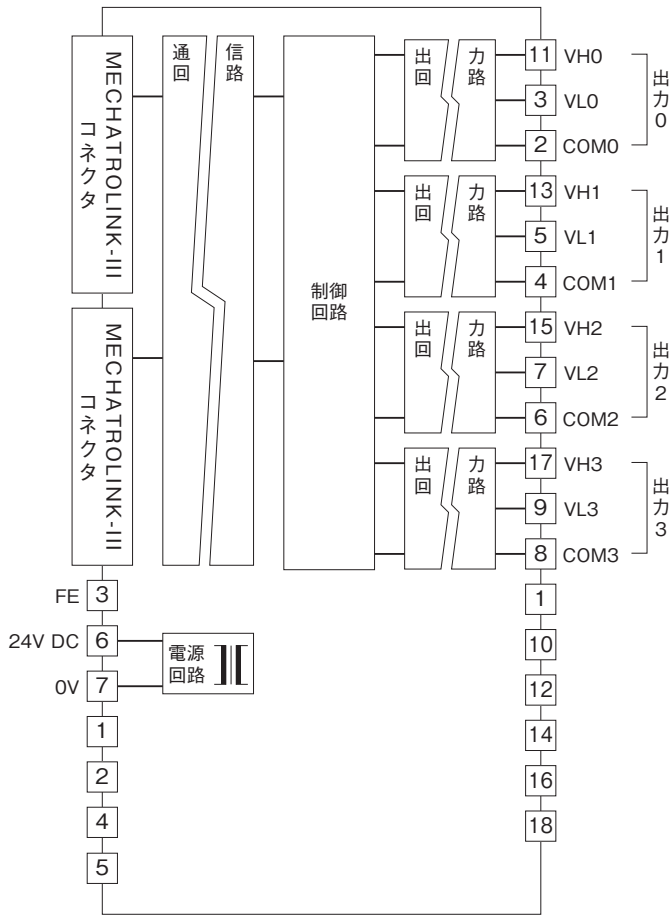 MECHATROLINK-III
コネクタ
MECHATROLINK-III
コネクタ
通信
回路
制御
回路
出力
回路
出力
回路
出力
回路
出力
回路
11 VH0
3 VL0
2 COM0
出力0
13 VH1
5 VL1
4 COM1
出力1
15 VH2
7 VL2
6 COM2
出力2
17 VH3
9 VL3
8 COM3
出力3
1
10
12
14
16
18
FE 3
24V DC 6
0V 7
電源
回路
1
2
4
5